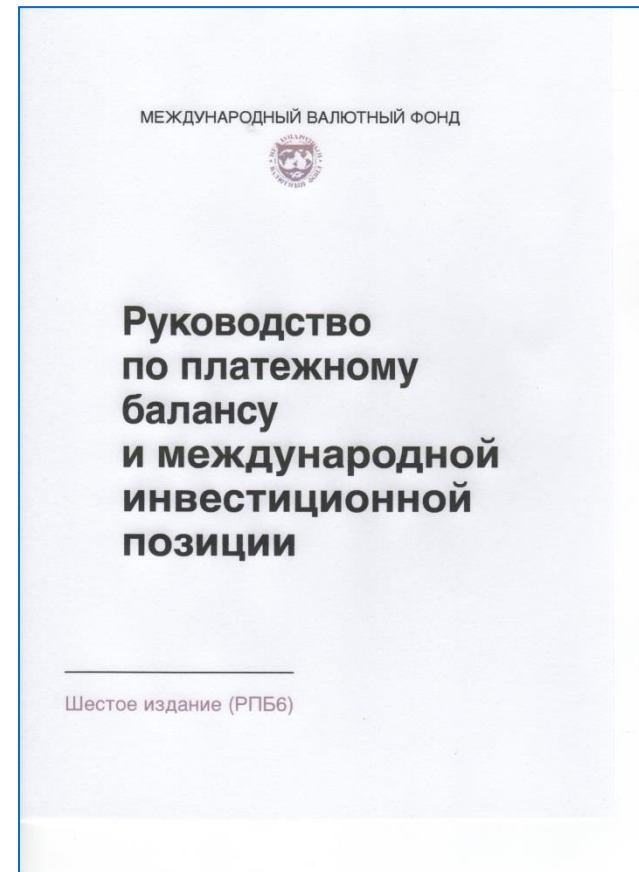 МЕЖДУНАРОДНЫЙ ВАЛЮТНЫЙ ФОНД
Руководство
по платежному
балансу
и международной
инвестиционной
позиции
Шестое издание (РПБ6)